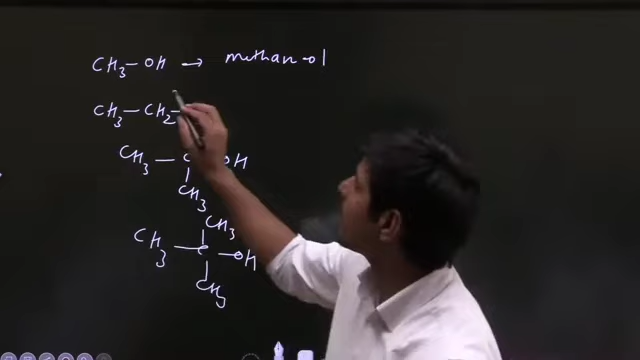 CH3 - OH → methan-ol
CH3 - CH2 -
CH3 - C OH
CH3
CH3
CH3 - C - OH
CH3